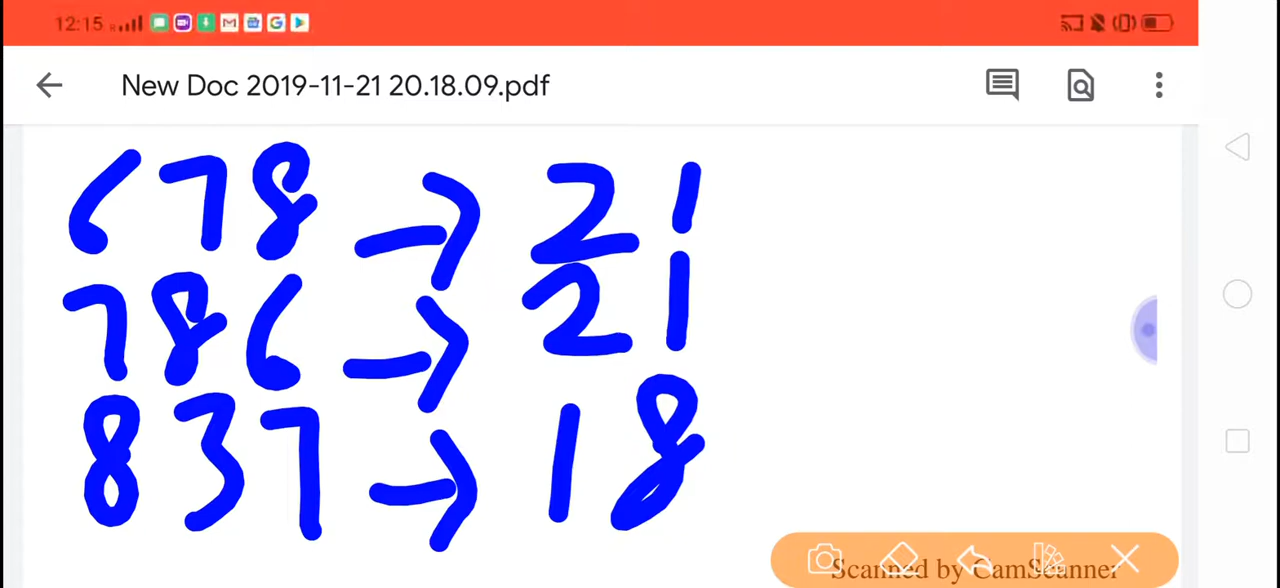 12:15
New Doc 2019-11-21 20.18.09.pdf
678 → 21
786 → 21
837 → 18
Scanned by CamScanner